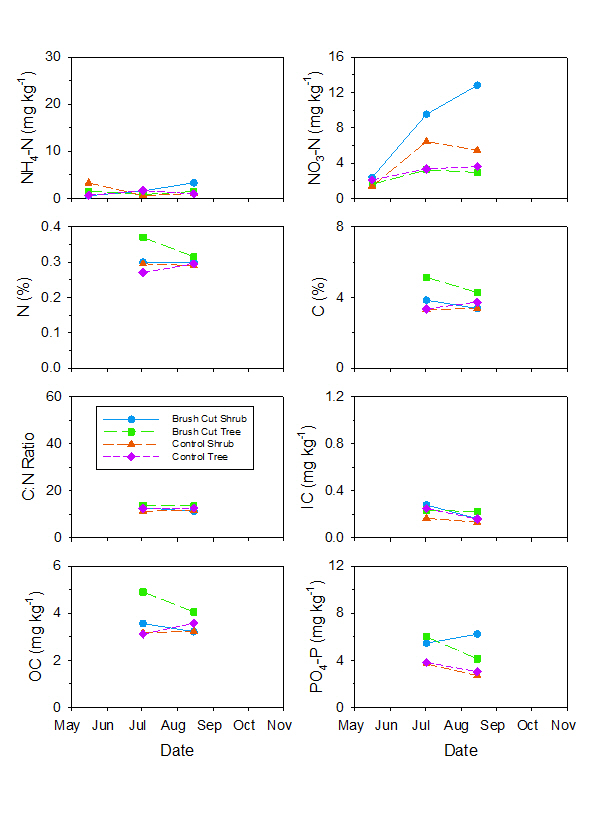 NH4-N (mg kg-1)
30
20
10
0
NO3-N (mg kg-1)
16
12
8
4
0
N (%)
0.4
0.3
0.2
0.1
0.0
C (%)
8
4
0
C:N Ratio
60
40
20
0
Brush Cut Shrub
Brush Cut Tree
Control Shrub
Control Tree
IC (mg kg-1)
1.2
0.8
0.4
0.0
OC (mg kg-1)
6
4
2
0
May Jun Jul Aug Sep Oct Nov
Date
PO4-P (mg kg-1)
12
8
4
0
May Jun Jul Aug Sep Oct Nov
Date